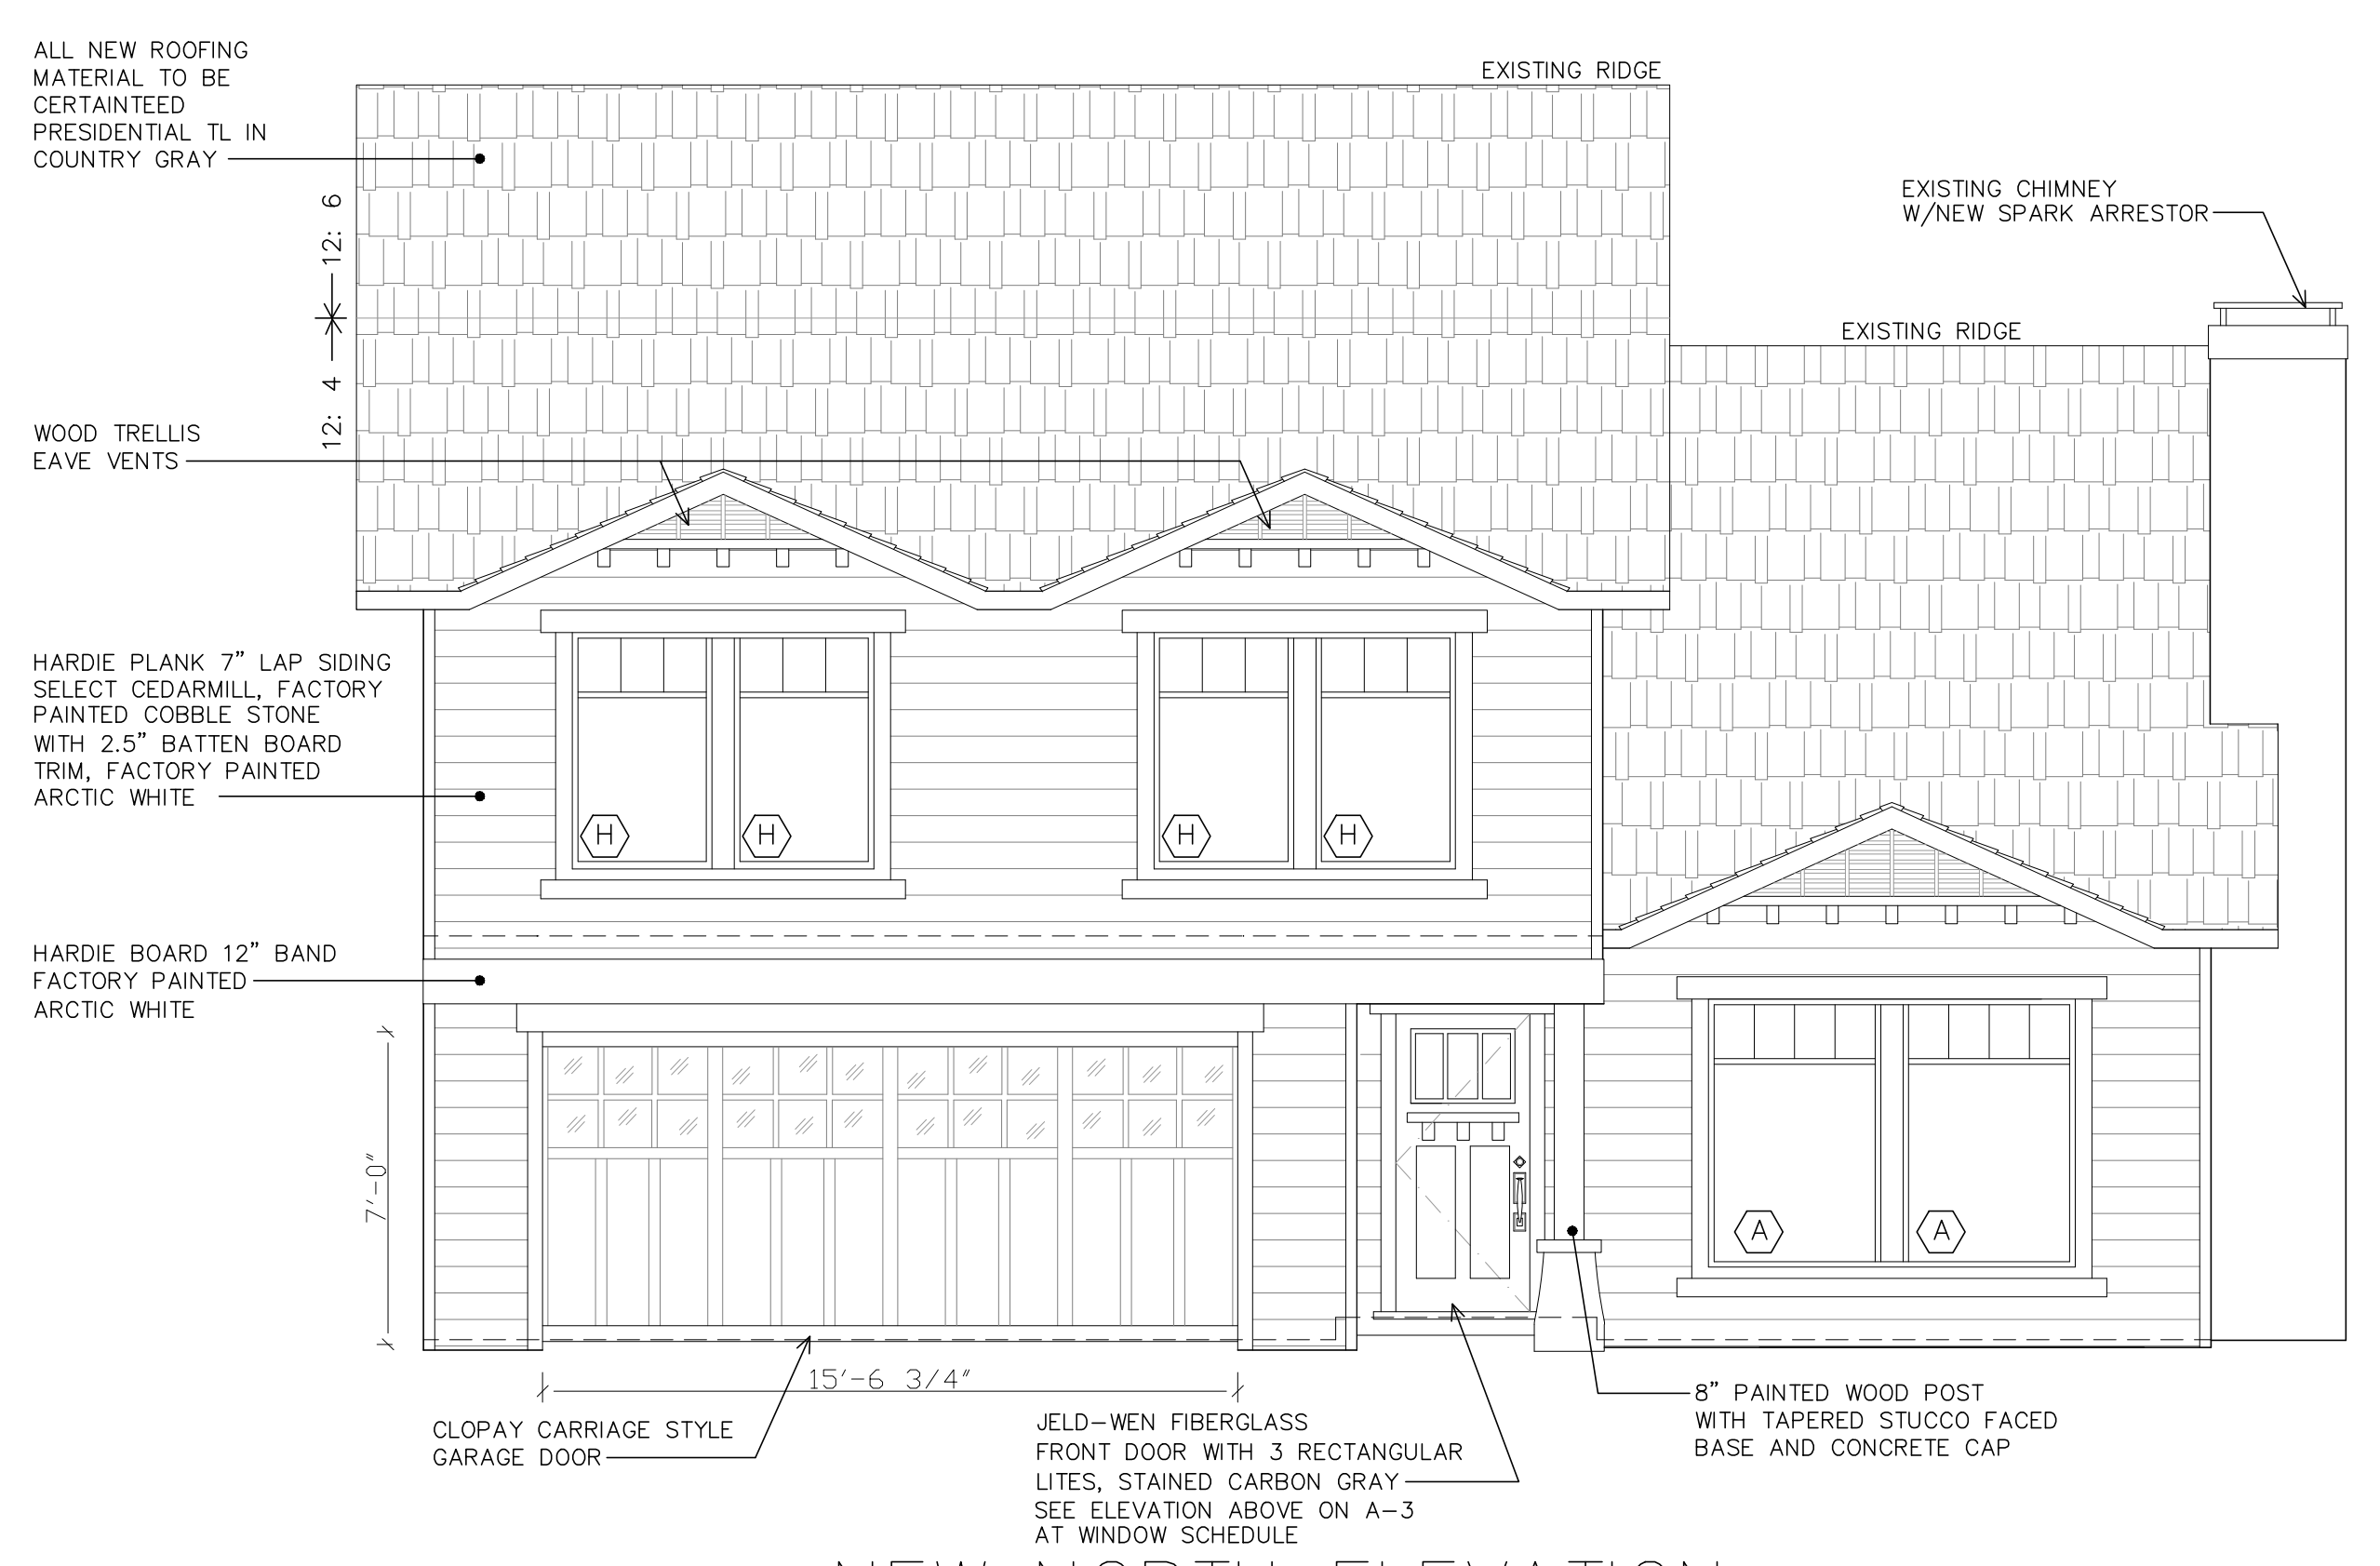 ALL NEW ROOFING
MATERIAL TO BE
CERTAINTEED
PRESIDENTIAL TL IN
COUNTRY GRAY
EXISTING RIDGE
EXISTING CHIMNEY
W/NEW SPARK ARRESTOR
12: 6
EXISTING RIDGE
12: 4
WOOD TRELLIS
EAVE VENTS
HARDIE PLANK 7” LAP SIDING
SELECT CEDARMILL, FACTORY
PAINTED COBBLE STONE
WITH 2.5” BATTEN BOARD
TRIM, FACTORY PAINTED
ARCTIC WHITE
H
H
H
H
HARDIE BOARD 12” BAND
FACTORY PAINTED
ARCTIC WHITE
7'-0"
A
A
15'-6 3/4"
CLOPAY CARRIAGE STYLE
GARAGE DOOR
JELD-WEN FIBERGLASS
FRONT DOOR WITH 3 RECTANGULAR
LITES, STAINED CARBON GRAY
SEE ELEVATION ABOVE ON A-3
AT WINDOW SCHEDULE
8” PAINTED WOOD POST
WITH TAPERED STUCCO FACED
BASE AND CONCRETE CAP
NEW NORTH ELEVATION